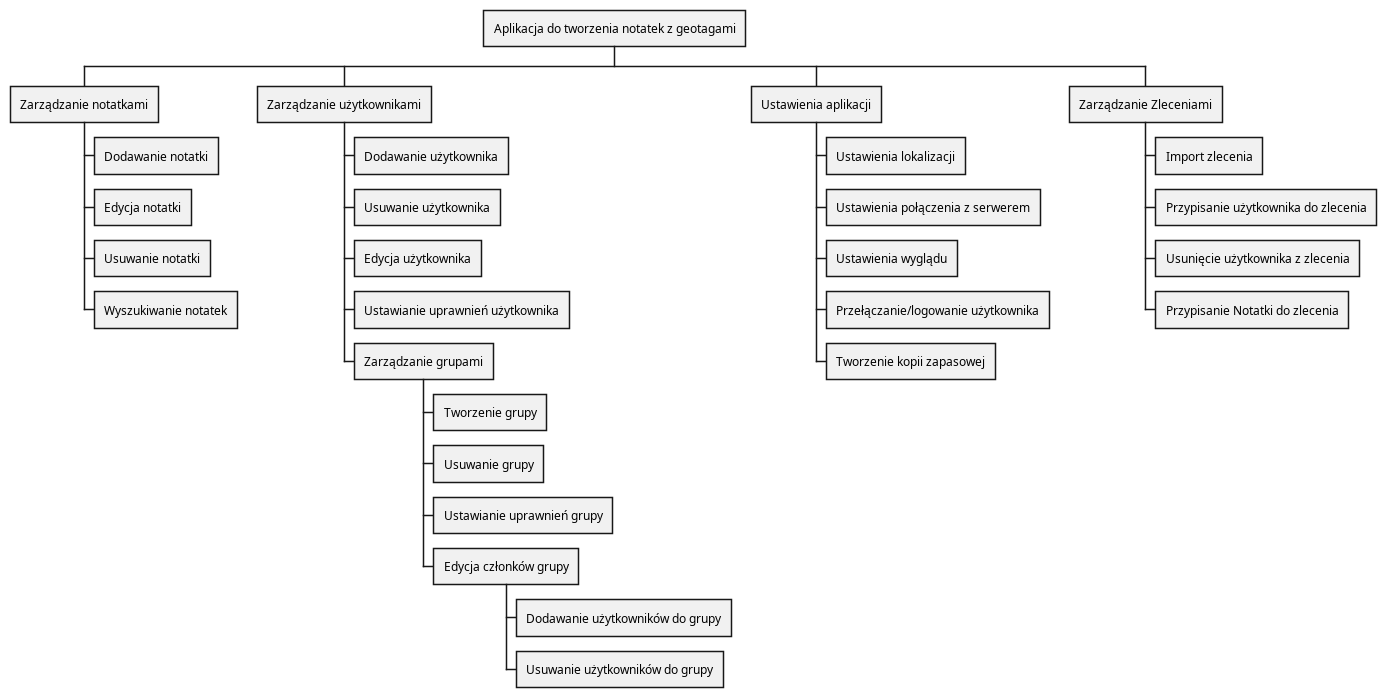 Aplikacja do tworzenia notatek z geotagami
Zarządzanie notatkami
Dodawanie notatki
Edycja notatki
Usuwanie notatki
Wyszukiwanie notatek
Zarządzanie użytkownikami
Dodawanie użytkownika
Usuwanie użytkownika
Edycja użytkownika
Ustawianie uprawnień użytkownika
Zarządzanie grupami
Tworzenie grupy
Usuwanie grupy
Ustawianie uprawnień grupy
Edycja członków grupy
Dodawanie użytkowników do grupy
Usuwanie użytkowników do grupy
Ustawienia aplikacji
Ustawienia lokalizacji
Ustawienia połączenia z serwerem
Ustawienia wyglądu
Przełączanie/logowanie użytkownika
Tworzenie kopii zapasowej
Zarządzanie Zleceniami
Import zlecenia
Przypisanie użytkownika do zlecenia
Usunięcie użytkownika z zlecenia
Przypisanie Notatki do zlecenia